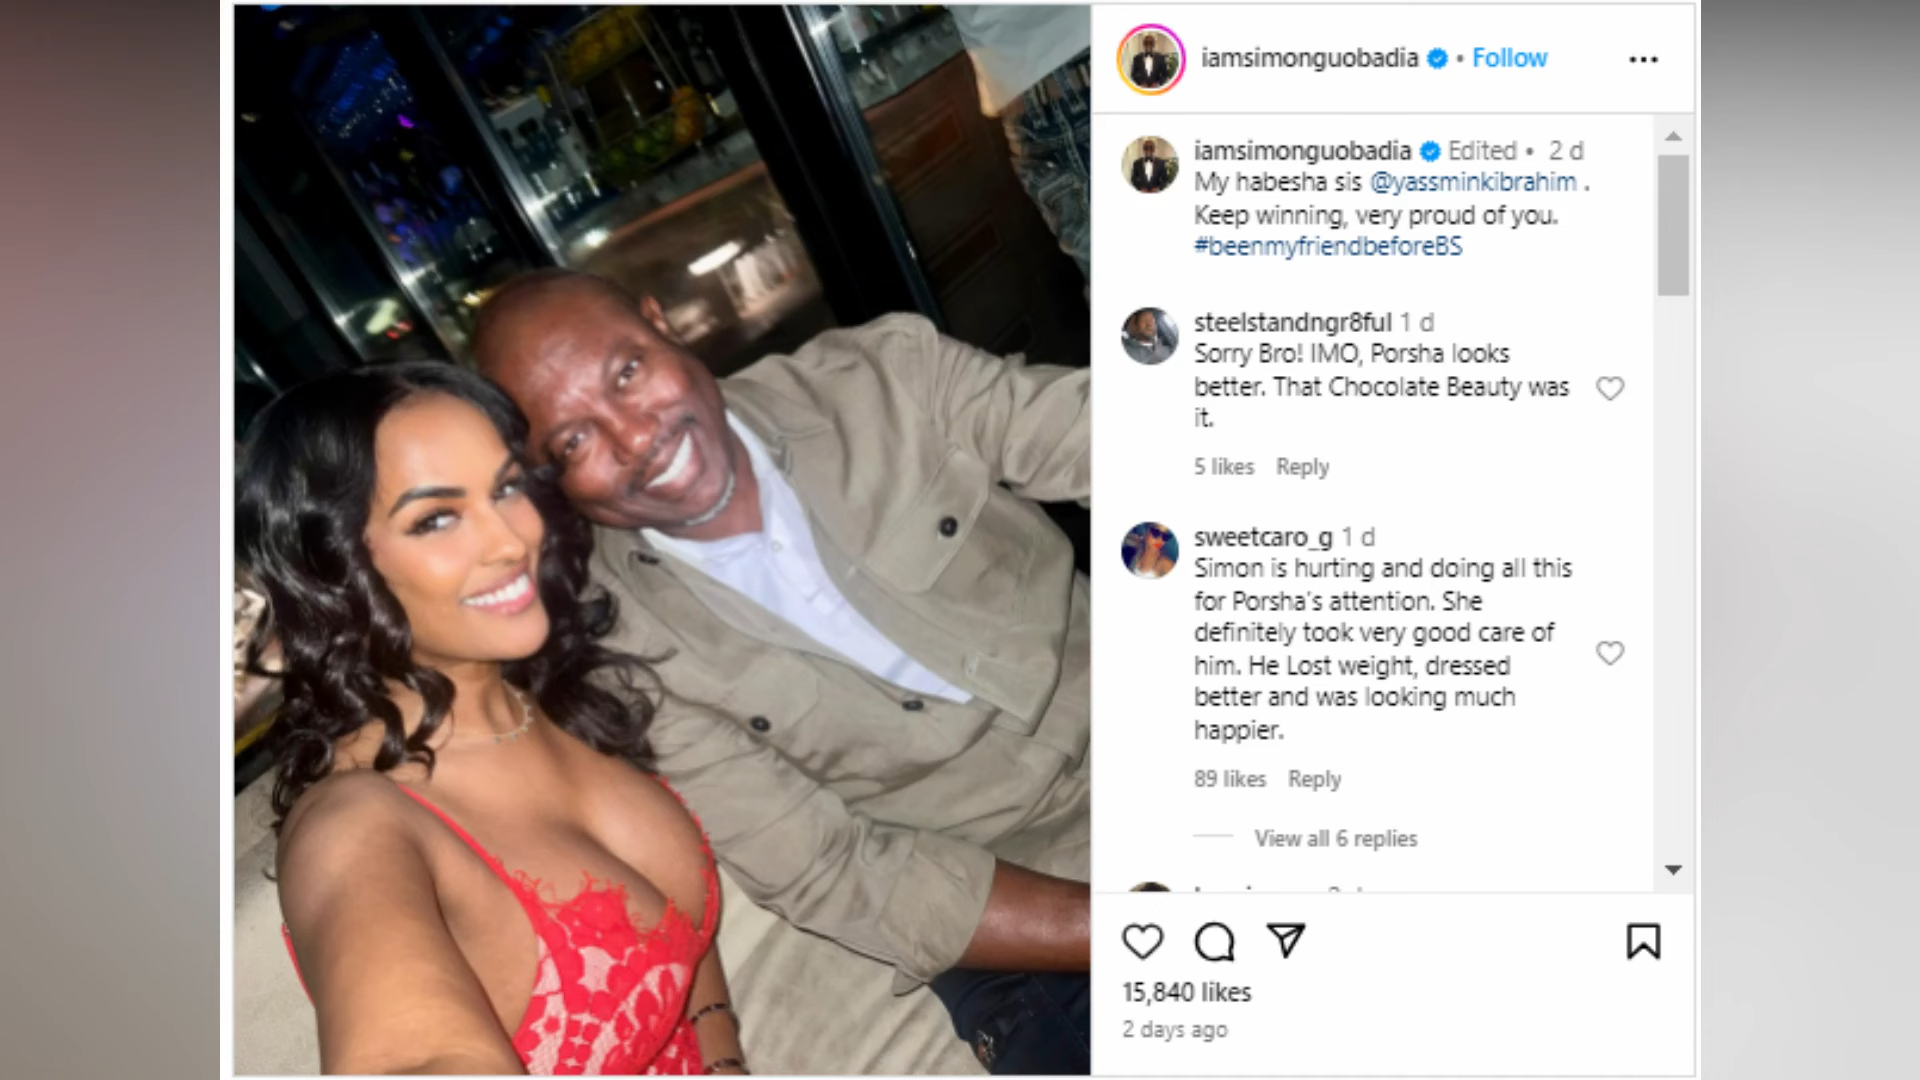 iamsimonguobadia • Follow
iamsimonguobadia Edited • 2 d
My habesha sis @yassminkibrahim .
Keep winning, very proud of you.
#beenmyfriendbeforeBS
steelstandngr8ful 1 d
Sorry Bro! IMO, Porsha looks
better. That Chocolate Beauty was
it.
5 likes Reply
sweetcaro_g 1 d
Simon is hurting and doing all this
for Porsha's attention. She
definitely took very good care of
him. He Lost weight, dressed
better and was looking much
happier.
89 likes Reply
View all 6 replies
15,840 likes
2 days ago